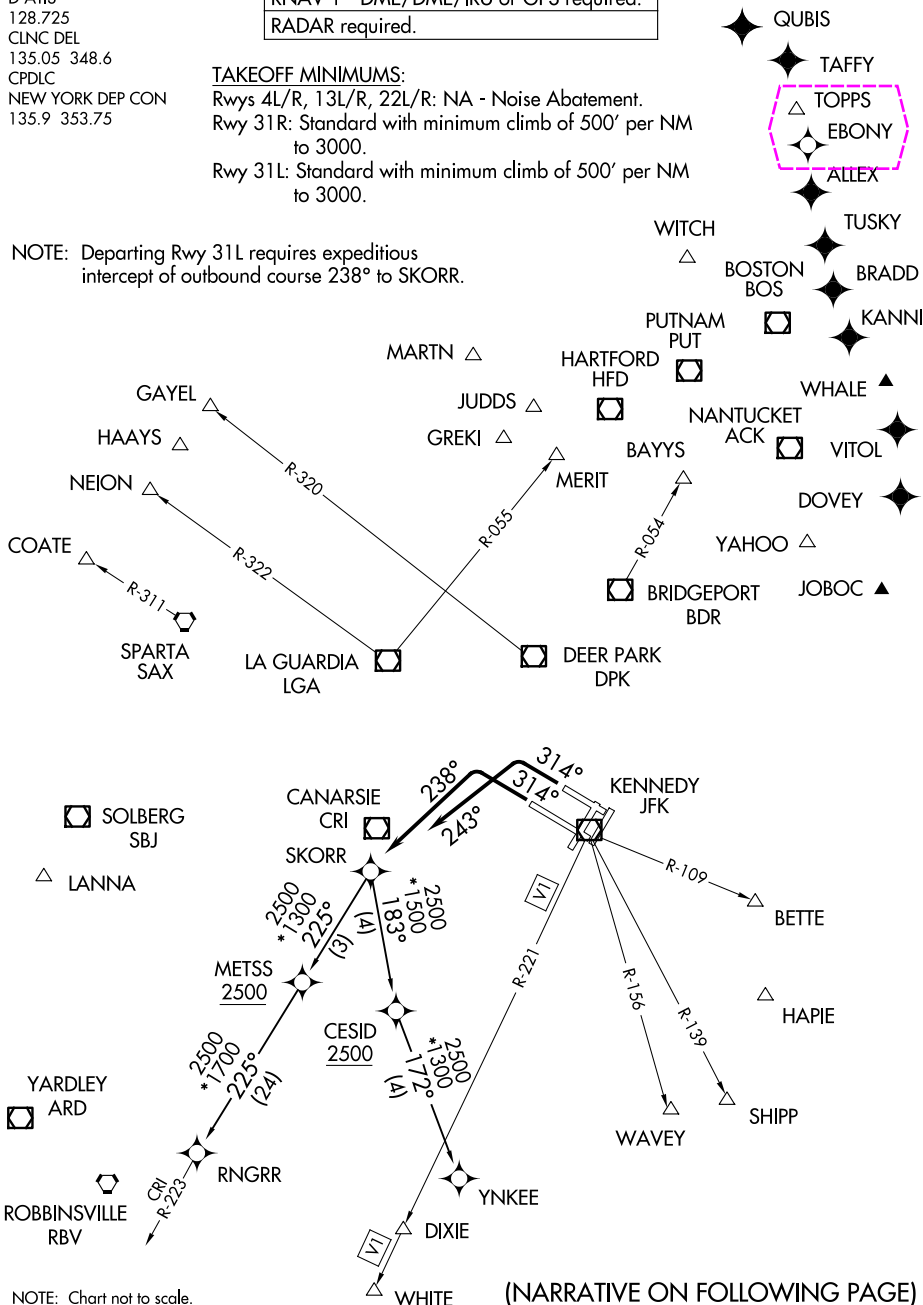 128.725
CLNC DEL
135.05 348.6
CPDLC
NEW YORK DEP CON
135.9 353.75
RADAR required.
TAKEOFF MINIMUMS:
Rwys 4L/R, 13L/R, 22L/R: NA - Noise Abatement.
Rwy 31R: Standard with minimum climb of 500' per NM
to 3000.
Rwy 31L: Standard with minimum climb of 500' per NM
to 3000.
NOTE: Departing Rwy 31L requires expeditious
intercept of outbound course 238° to SKORR.
QUBIS
TAFFY
TOPPS
EBONY
ALLEX
TUSKY
WITCH
BOSTON
BOS
BRADD
PUTNAM
PUT
KANNI
MARTN
HARTFORD
HFD
WHALE
GAYEL
JUDDS
NANTUCKET
ACK
HAAYS
GREKI
MERIT
BAYYS
VITOL
NEION
R-320
DOVEY
COATE
R-322
R-055
R-054
YAHOO
R-311
BRIDGEPORT
BDR
JOBOC
SPARTA
SAX
LA GUARDIA
LGA
DEER PARK
DPK
314°
238°
314°
243°
KENNEDY
JFK
CANARSIE
CRI
SOLBERG
SBJ
SKORR
LANNA
R-109
V1
BETTE
2500
*1300
225°
(3)
2500
*1500
183°
(4)
R-221
METSS
2500
R-156
R-139
HAPIE
CESID
2500
2500
*1700
225°
(24)
2500
*1300
172°
(4)
YARDLEY
ARD
WAVEY
SHIPP
RNGRR
YNKEE
CRI
R-223
ROBBINSVILLE
RBV
DIXIE
V1
WHITE
NOTE: Chart not to scale.
(NARRATIVE ON FOLLOWING PAGE)